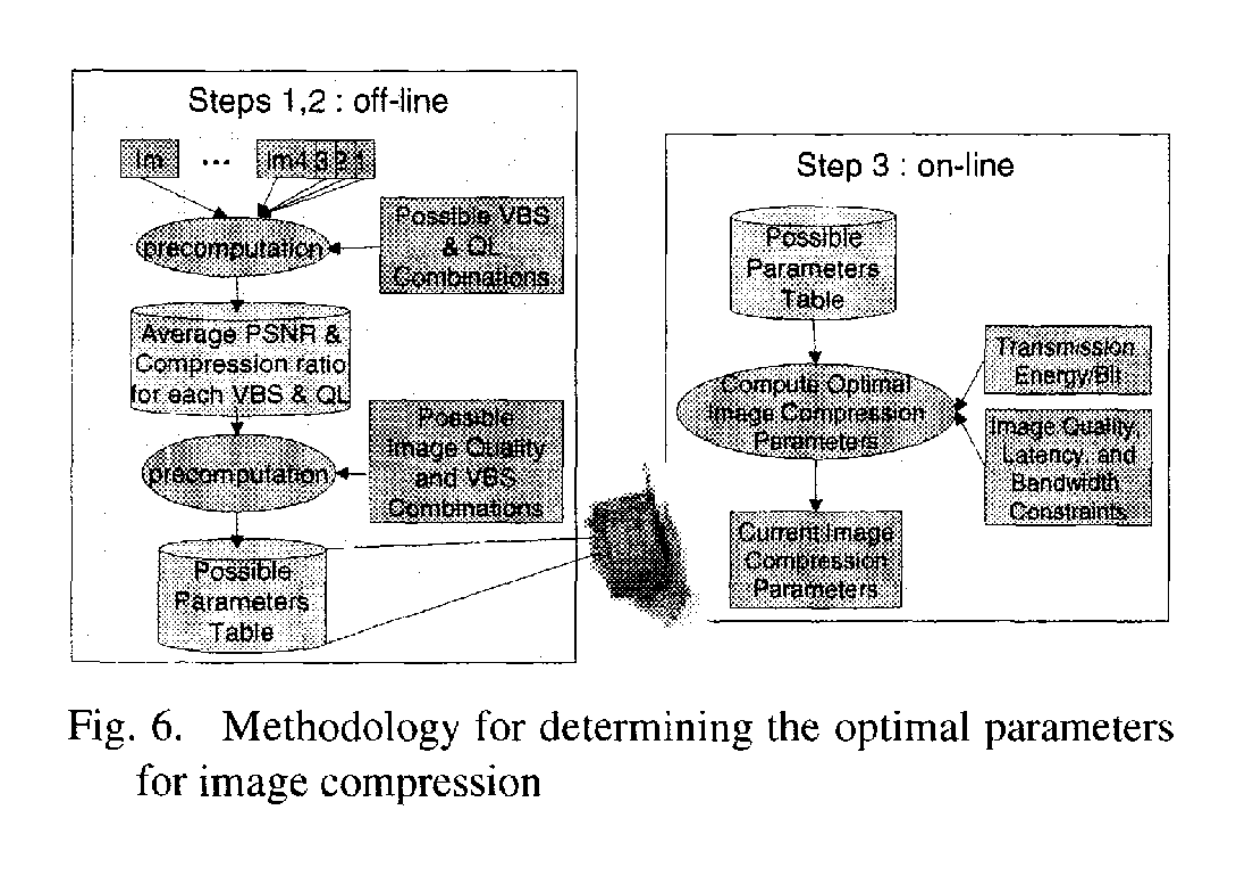 Steps 1,2 : off-line
Im ... im4 3 2 1
Possible VBS
& QL
Combinations
precomputation
Average PSNR &
Compression ratio
for each VBS & QL
Possible
Image Quality
and VBS
Combinations
precomputation
Possible
Parameters
Table
Step 3 : on-line
Possible
Parameters
Table
Transmission
Energy/Bit
Compute Optimal
Image Compression
Parameters
Image Quality,
Latency, and
Bandwidth
Constraints
Current Image
Compression
Parameters
Fig. 6. Methodology for determining the optimal parameters
for image compression